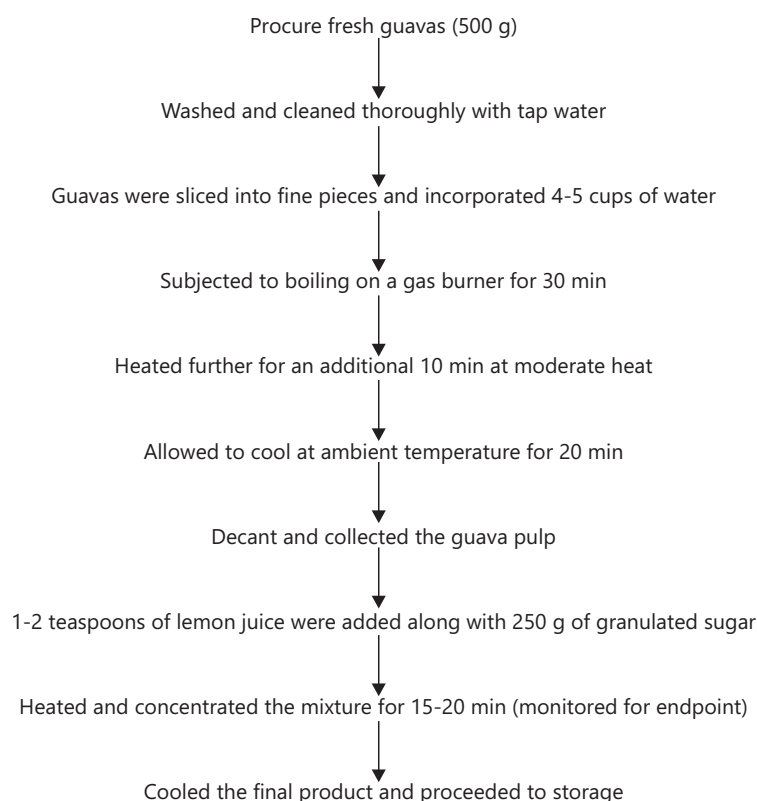 Procure fresh guavas (500 g)
Washed and cleaned thoroughly with tap water
Guavas were sliced into fine pieces and incorporated 4-5 cups of water
Subjected to boiling on a gas burner for 30 min
Heated further for an additional 10 min at moderate heat
Allowed to cool at ambient temperature for 20 min
Decant and collected the guava pulp
1-2 teaspoons of lemon juice were added along with 250 g of granulated sugar
Heated and concentrated the mixture for 15-20 min (monitored for endpoint)
Cooled the final product and proceeded to storage